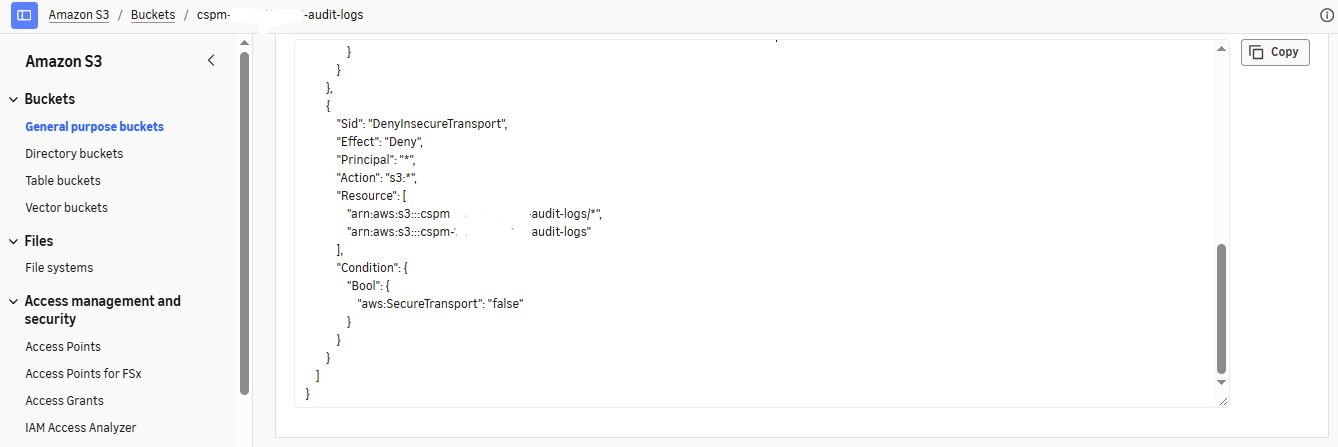 Amazon S3 / Buckets / cspm- -audit-logs
Amazon S3
Buckets
General purpose buckets
Directory buckets
Table buckets
Vector buckets
Files
File systems
Access management and
security
Access Points
Access Points for FSx
Access Grants
IAM Access Analyzer
Copy
}
}
},
{
"Sid": "DenyInsecureTransport",
"Effect": "Deny",
"Principal": "*",
"Action": "s3:*",
"Resource": [
"arn:aws:s3:::cspm -audit-logs/*",
"arn:aws:s3:::cspm- audit-logs"
],
"Condition": {
"Bool": {
"aws:SecureTransport": "false"
}
}
}
]
}